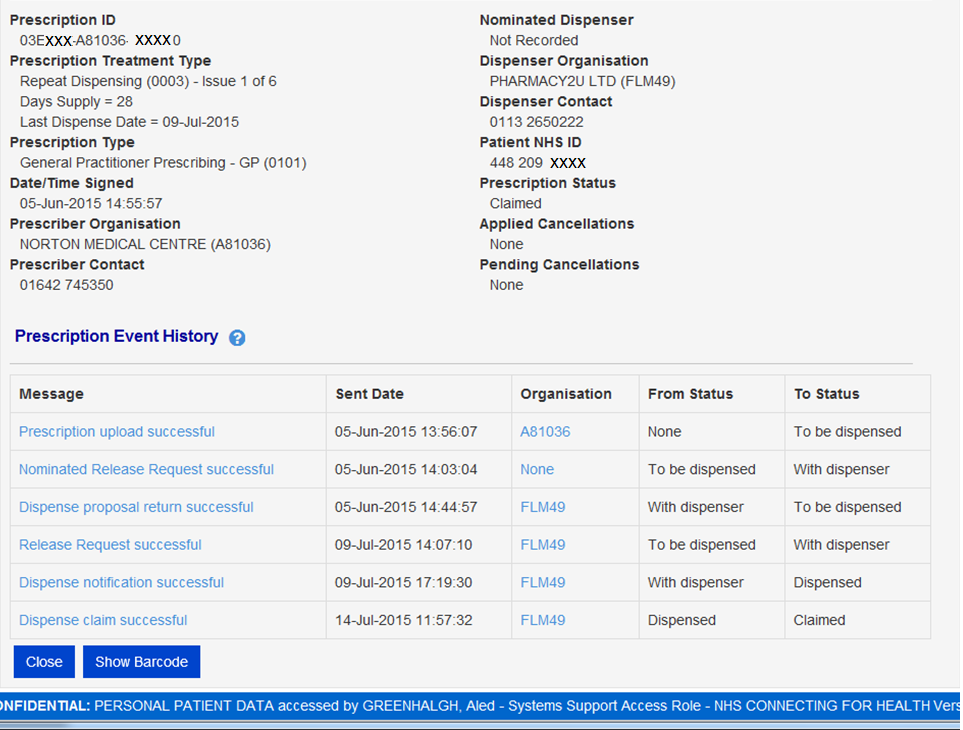 Prescription ID
03EXXX-A81036- XXXX0
Prescription Treatment Type
Repeat Dispensing (0003) - Issue 1 of 6
Days Supply = 28
Last Dispense Date = 09-Jul-2015
Prescription Type
General Practitioner Prescribing - GP (0101)
Date/Time Signed
05-Jun-2015 14:55:57
Prescriber Organisation
NORTON MEDICAL CENTRE (A81036)
Prescriber Contact
01642 745350
Nominated Dispenser
Not Recorded
Dispenser Organisation
PHARMACY2U LTD (FLM49)
Dispenser Contact
0113 2650222
Patient NHS ID
448 209 XXXX
Prescription Status
Claimed
Applied Cancellations
None
Pending Cancellations
None
Prescription Event History ?
Message Sent Date Organisation From Status To Status
Prescription upload successful 05-Jun-2015 13:56:07 A81036 None To be dispensed
Nominated Release Request successful 05-Jun-2015 14:03:04 None To be dispensed With dispenser
Dispense proposal return successful 05-Jun-2015 14:44:57 FLM49 With dispenser To be dispensed
Release Request successful 09-Jul-2015 14:07:10 FLM49 To be dispensed With dispenser
Dispense notification successful 09-Jul-2015 17:19:30 FLM49 With dispenser Dispensed
Dispense claim successful 14-Jul-2015 11:57:32 FLM49 Dispensed Claimed
Close Show Barcode
ONFIDENTIAL: PERSONAL PATIENT DATA accessed by GREENHALGH, Aled - Systems Support Access Role - NHS CONNECTING FOR HEALTH Vers